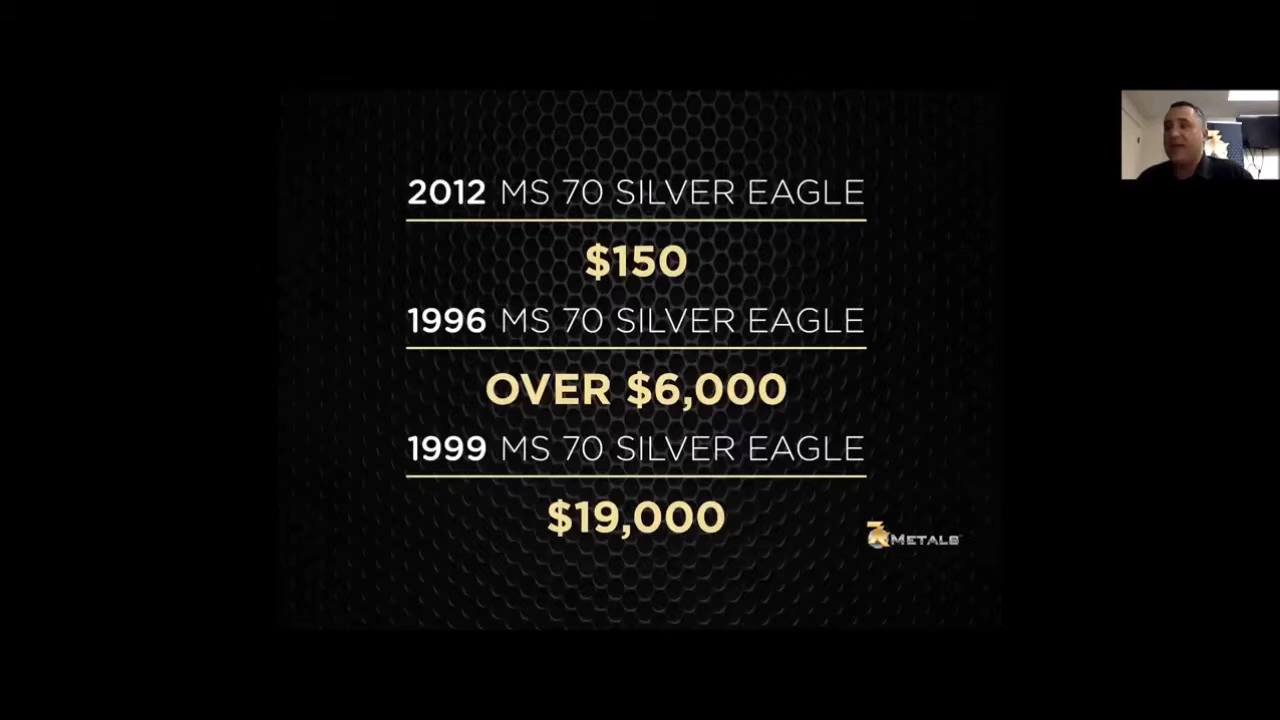 2012 MS 70 SILVER EAGLE
$150
1996 MS 70 SILVER EAGLE
OVER $6,000
1999 MS 70 SILVER EAGLE
$19,000
7K METALS